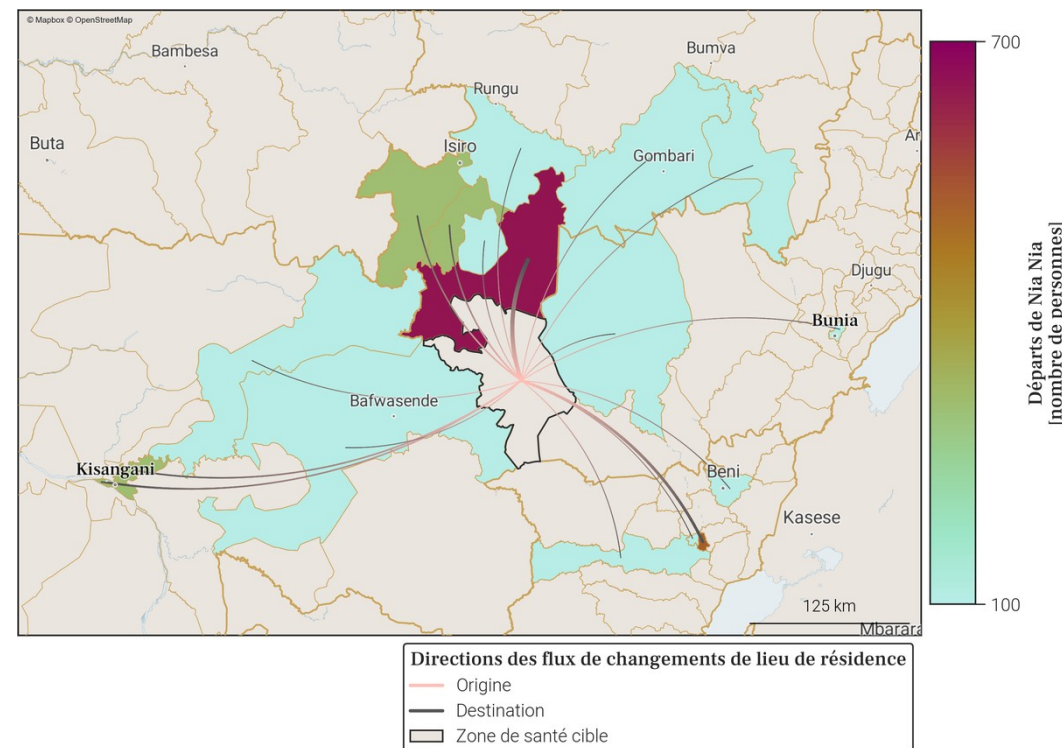 © Mapbox © OpenStreetMap
Bambesa
Bumva
Rungu
Buta
Isiro
Gombari
Ar
Djugu
Bunia
Bafwasende
Kisangani
Beni
Kasese
125 km
Mbarara
700
100
Départs de Nia Nia
[nombre de personnes]
Directions des flux de changements de lieu de résidence
Origine
Destination
Zone de santé cible